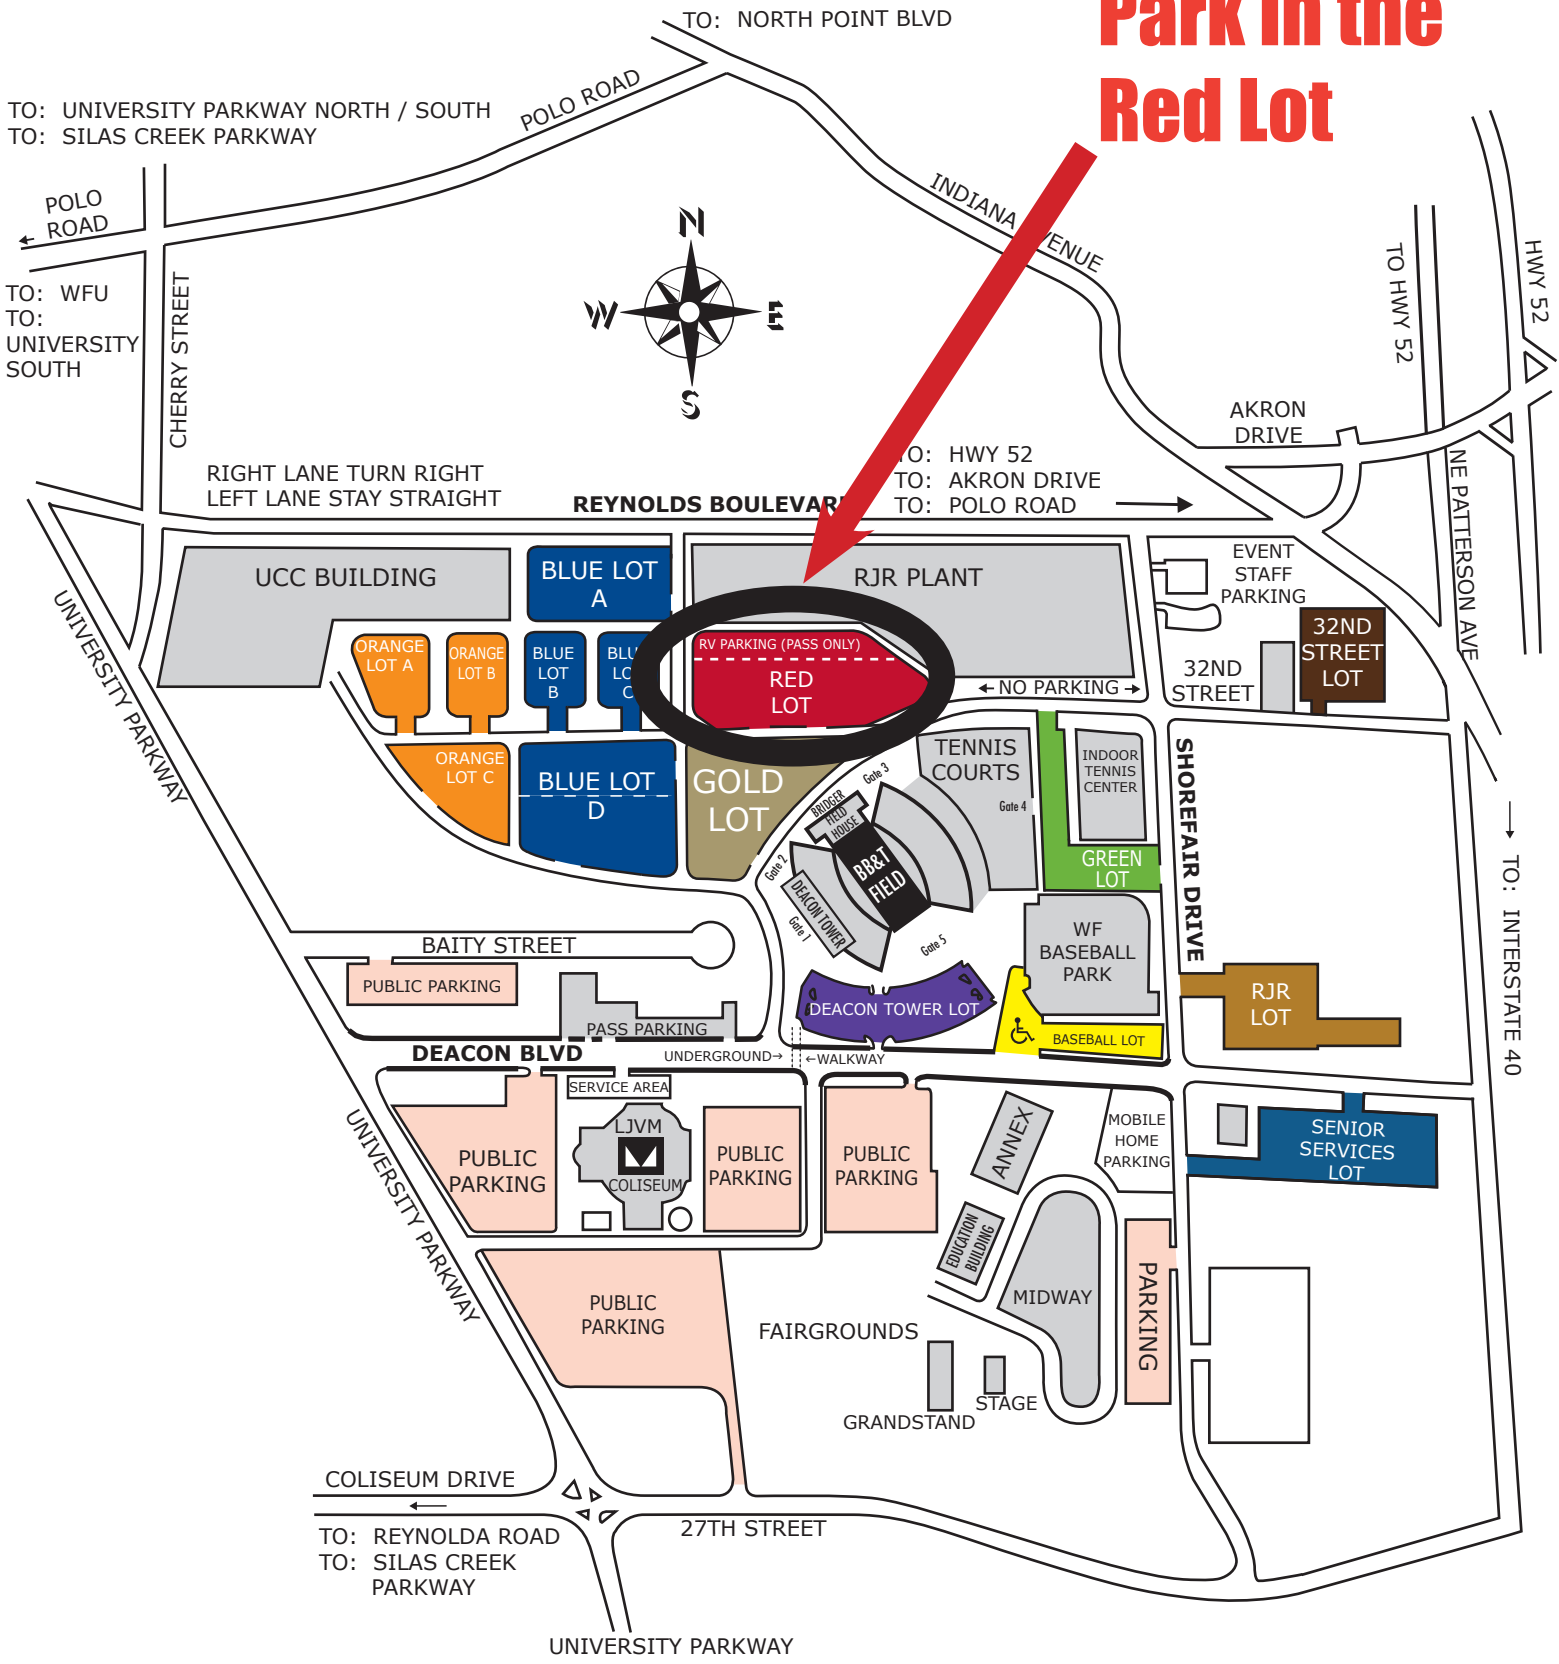 TO: NORTH POINT BLVD
Park in the
Red Lot
TO: UNIVERSITY PARKWAY NORTH / SOUTH
TO: SILAS CREEK PARKWAY
POLO ROAD
POLO
ROAD
INDIANA
VENUE
N
W
E
S
TO: WFU
TO:
UNIVERSITY
SOUTH
CHERRY STREET
TO HWY 52
HWY 52
AKRON
DRIVE
RIGHT LANE TURN RIGHT
LEFT LANE STAY STRAIGHT
TO: HWY 52
TO: AKRON DRIVE
TO: POLO ROAD
REYNOLDS BOULEVARD
NE PATTERSON AVE
UCC BUILDING
BLUE LOT
A
RJR PLANT
EVENT
STAFF
PARKING
32ND
STREET
LOT
32ND
STREET
UNIVERSITY PARKWAY
ORANGE
LOT A
ORANGE
LOT B
BLUE
LOT
B
BLUE
LOT
C
RV PARKING (PASS ONLY)
RED
LOT
←NO PARKING→
ORANGE
LOT C
BLUE LOT
D
GOLD
LOT
TENNIS
COURTS
INDOOR
TENNIS
CENTER
SHOREFAIR DRIVE
Gate 3
Gate 4
BRIDGER
FIELD
HOUSE
BB&T
FIELD
GREEN
LOT
Gate 2
DEACON TOWER
Gate 1
Gate 5
WF
BASEBALL
PARK
TO: INTERSTATE 40
BAITY STREET
PUBLIC PARKING
PASS PARKING
DEACON TOWER LOT
BASEBALL LOT
RJR
LOT
DEACON BLVD
UNDERGROUND→
←WALKWAY
SERVICE AREA
LJVM
COLISEUM
PUBLIC
PARKING
PUBLIC
PARKING
PUBLIC
PARKING
ANNEX
MOBILE
HOME
PARKING
SENIOR
SERVICES
LOT
UNIVERSITY PARKWAY
EDUCATION
BUILDING
MIDWAY
PARKING
PUBLIC
PARKING
FAIRGROUNDS
GRANDSTAND
STAGE
COLISEUM DRIVE
TO: REYNOLDA ROAD
TO: SILAS CREEK
PARKWAY
27TH STREET
UNIVERSITY PARKWAY